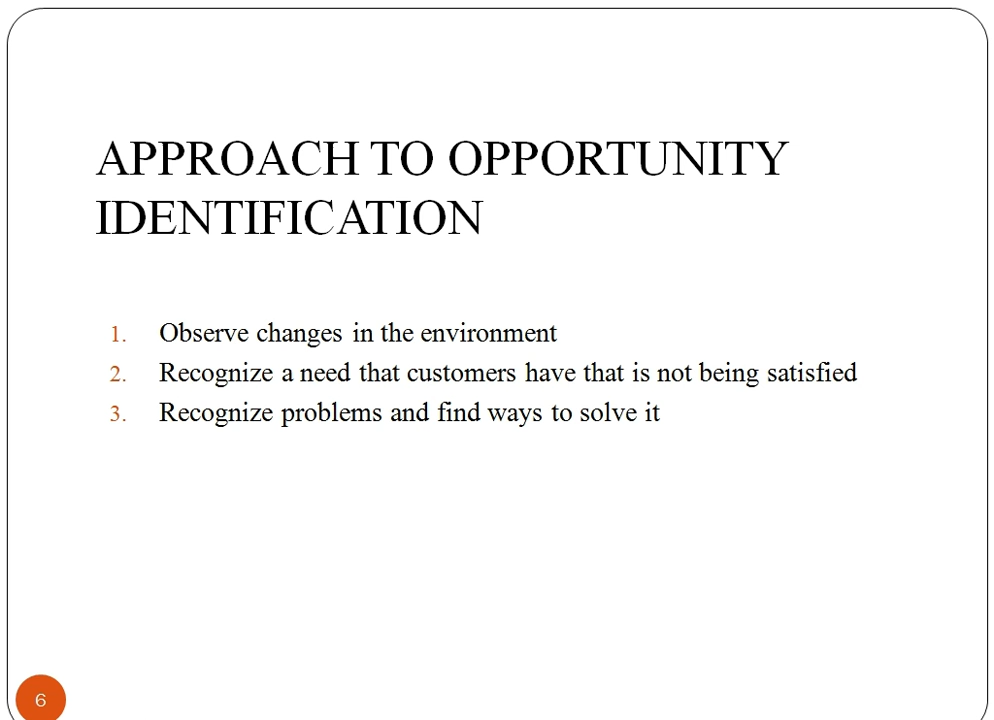 APPROACH TO OPPORTUNITY
IDENTIFICATION
1. Observe changes in the environment
2. Recognize a need that customers have that is not being satisfied
3. Recognize problems and find ways to solve it
6